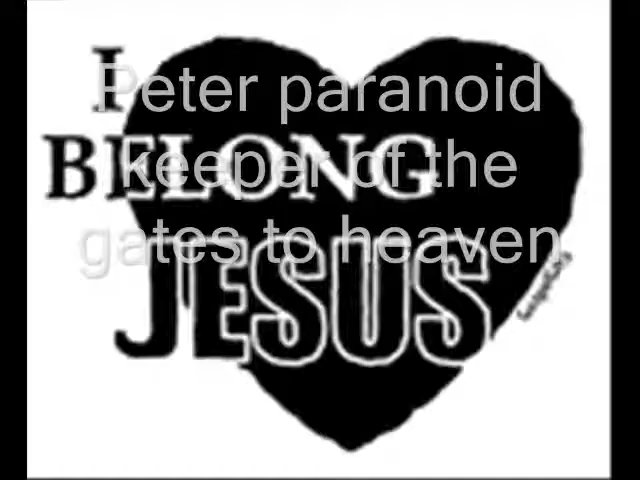 I
BELONG
JESUS
Peter paranoid
keeper of the
gates to heaven